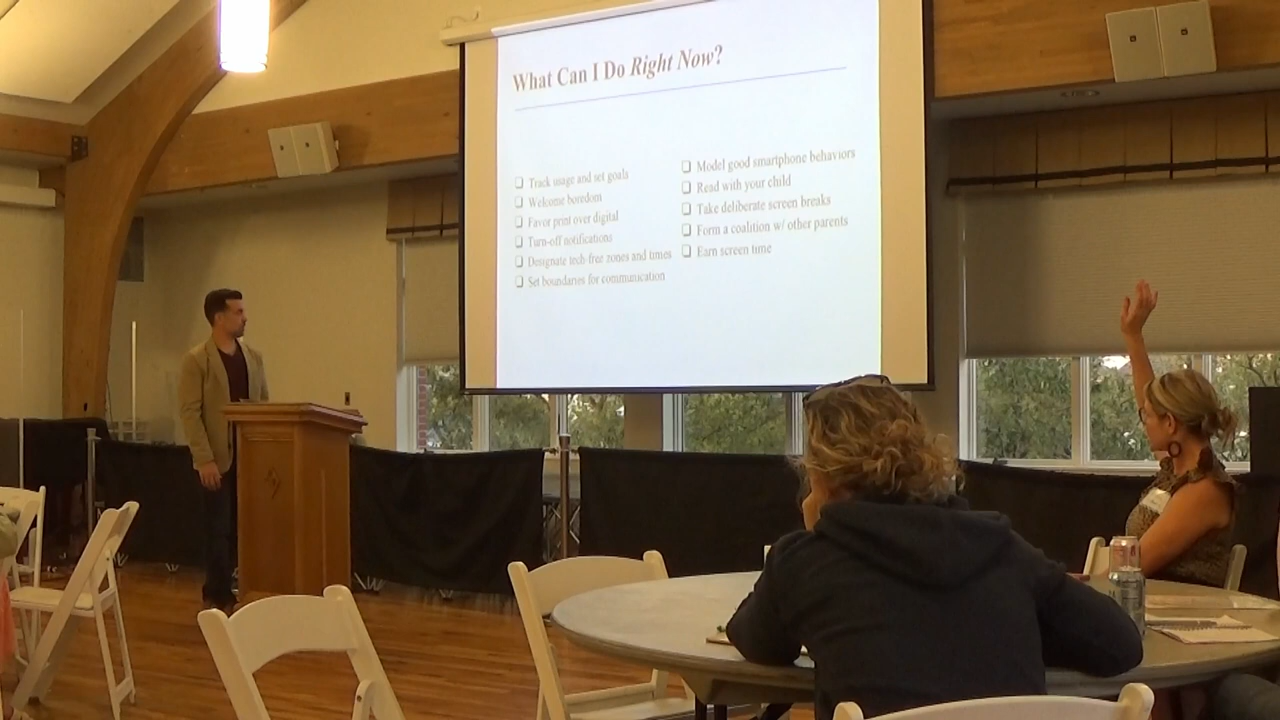 What Can I Do Right Now?
❑ Track usage and set goals
❑ Welcome boredom
❑ Favor print over digital
❑ Turn-off notifications
❑ Designate tech-free zones and times
❑ Set boundaries for communication
❑ Model good smartphone behaviors
❑ Read with your child
❑ Take deliberate screen breaks
❑ Form a coalition w/ other parents
❑ Earn screen time